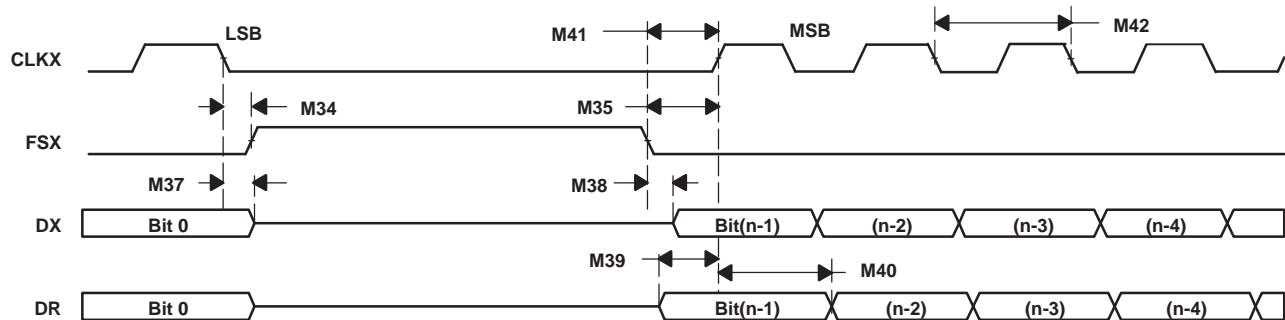 LSB
M41
MSB
M42
CLKX
M34
M35
FSX
M37
M38
DX
Bit 0
Bit(n-1)
(n-2)
(n-3)
(n-4)
M39
M40
DR
Bit 0
Bit(n-1)
(n-2)
(n-3)
(n-4)